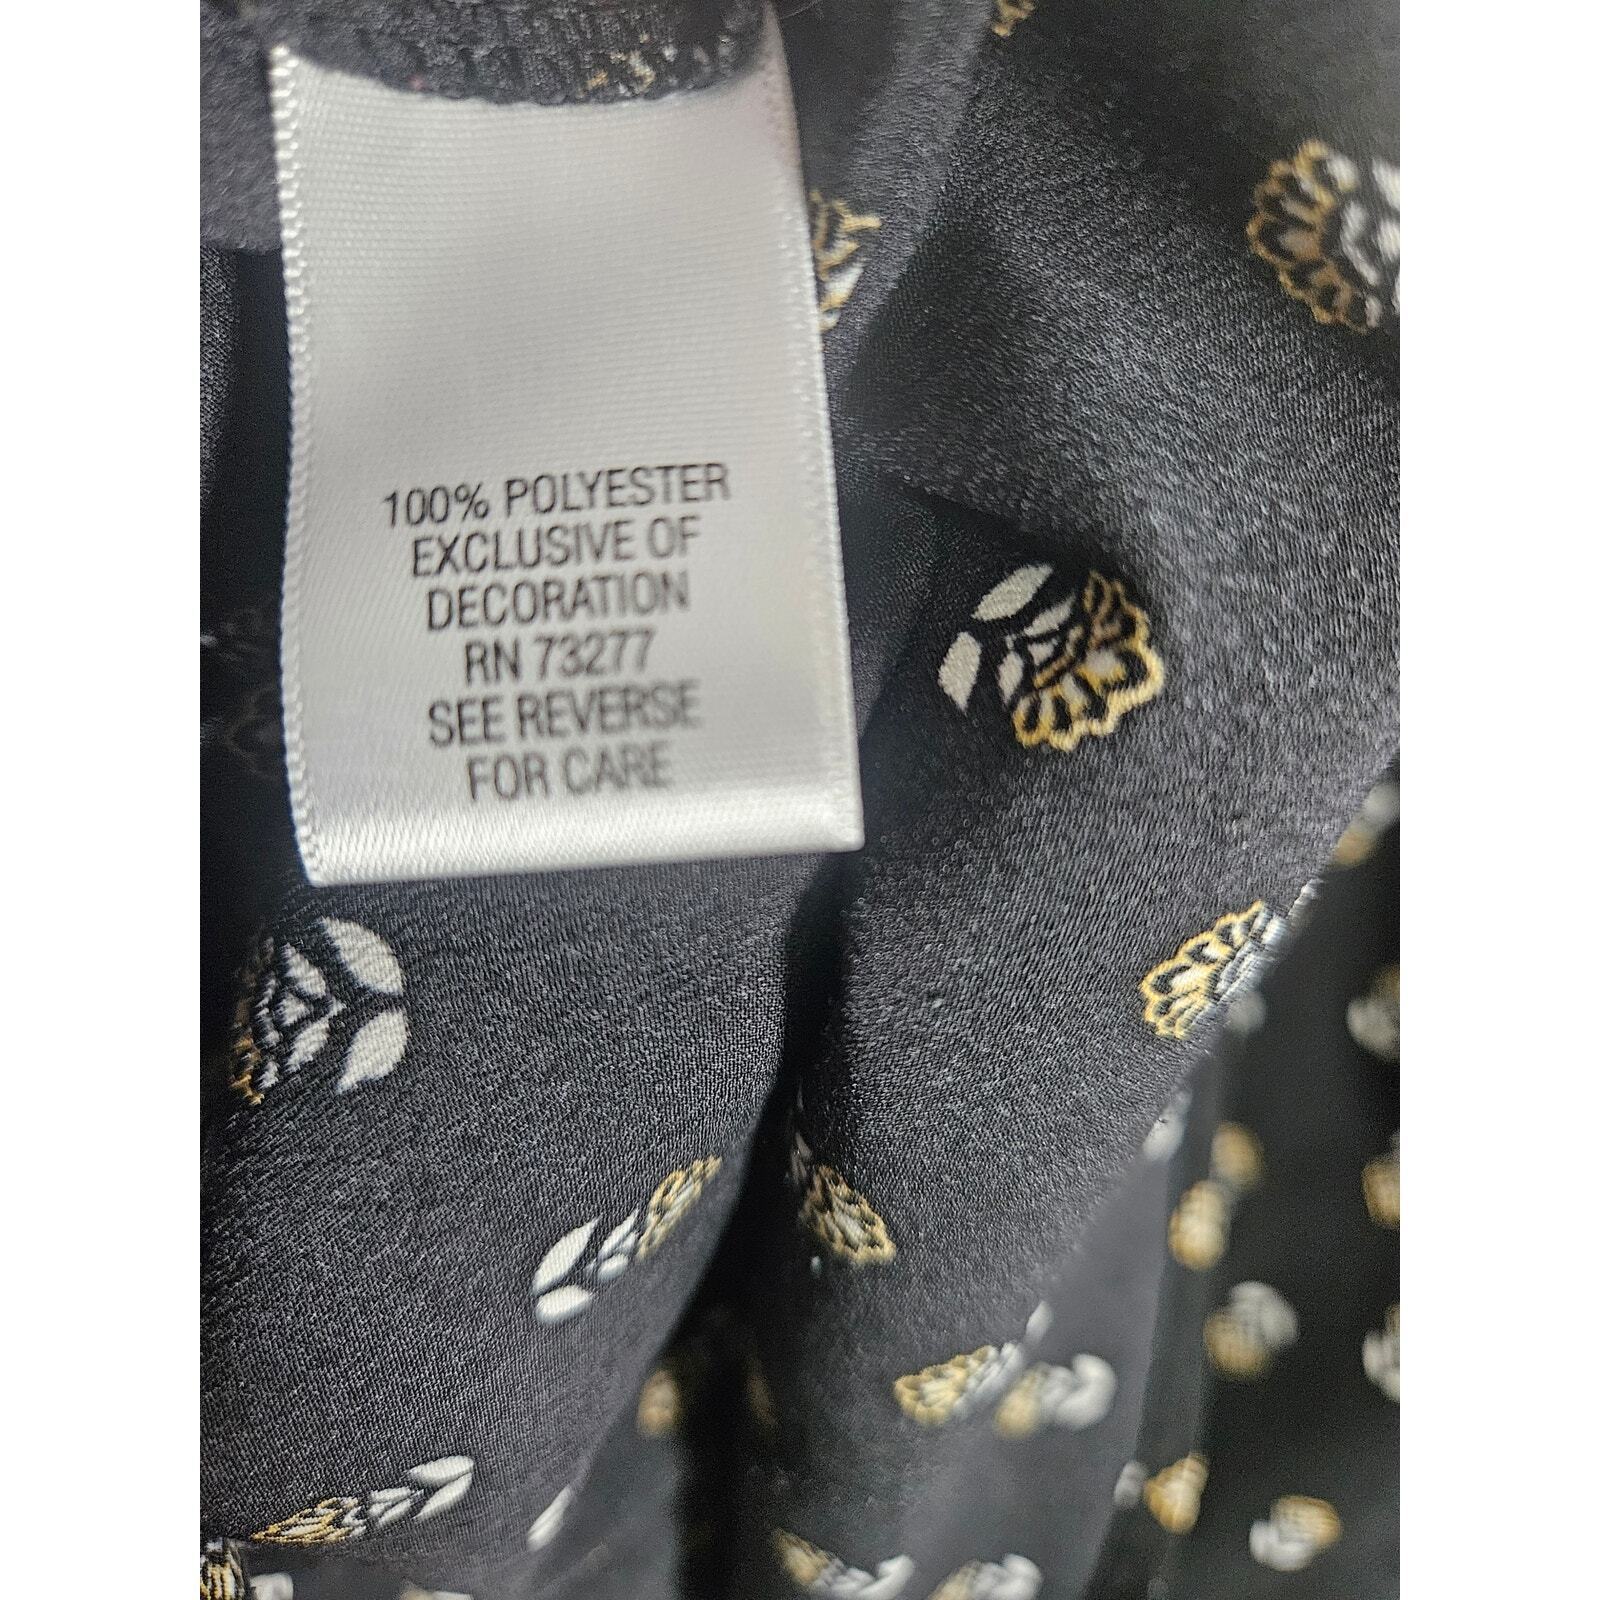 100% POLYESTER
EXCLUSIVE OF
DECORATION
RN 73277
SEE REVERSE
FOR CARE